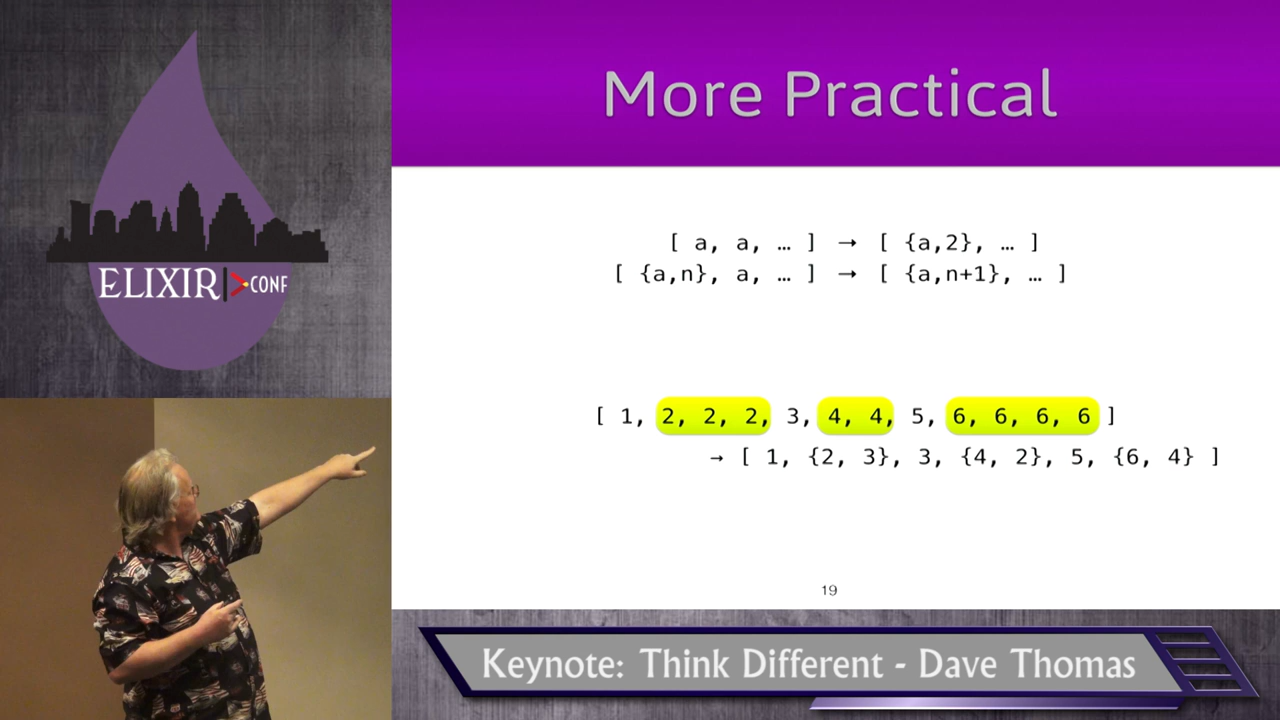 More Practical
[ a, a, … ] → [ {a,2}, … ]
[ {a,n}, a, … ] → [ {a,n+1}, … ]
[ 1, 2, 2, 2, 3, 4, 4, 5, 6, 6, 6, 6 ]
→ [ 1, {2, 3}, 3, {4, 2}, 5, {6, 4} ]
19
ELIXIR|>CONF
Keynote: Think Different - Dave Thomas